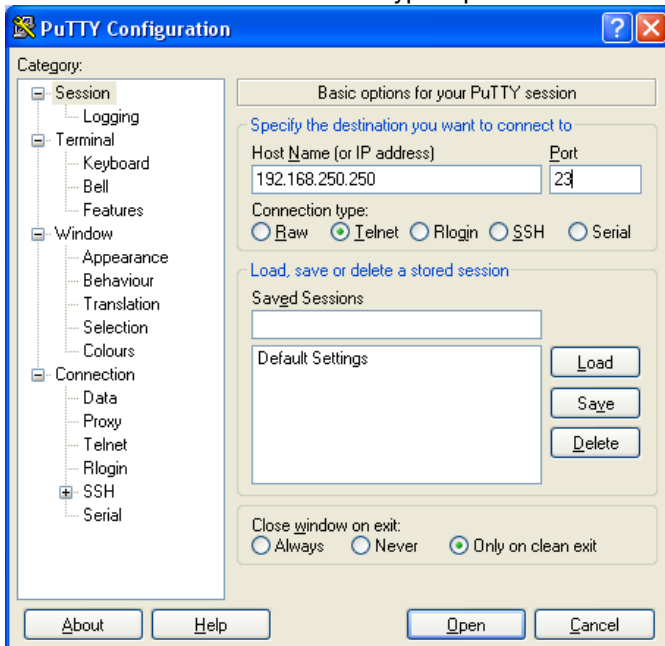 PuTTY Configuration
Category:
Session
Logging
Terminal
Keyboard
Bell
Features
Window
Appearance
Behaviour
Translation
Selection
Colours
Connection
Data
Proxy
Telnet
Rlogin
SSH
Serial
Basic options for your PuTTY session
Specify the destination you want to connect to
Host Name (or IP address) Port
192.168.250.250 23
Connection type:
Raw Telnet Rlogin SSH Serial
Load, save or delete a stored session
Saved Sessions
Default Settings
Load
Save
Delete
Close window on exit:
Always Never Only on clean exit
About Help Open Cancel